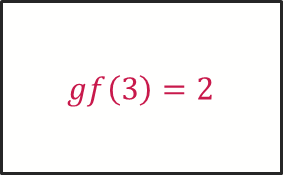 gf(3) = 2